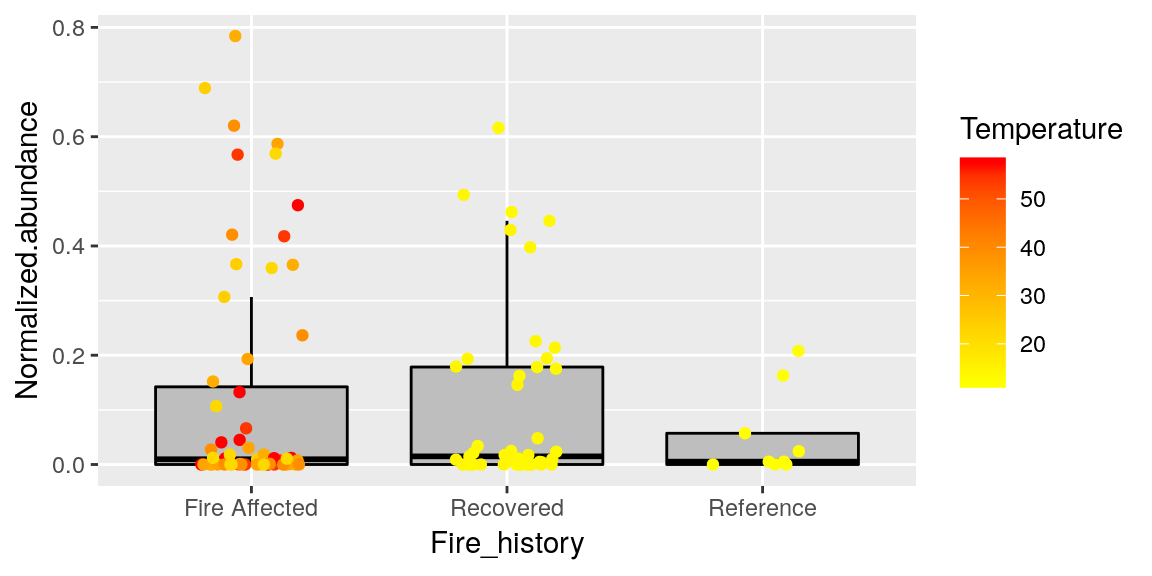 Normalized.abundance
0.8
0.6
0.4
0.2
0.0
Fire Affected
Recovered
Reference
Fire_history
Temperature
50
40
30
20